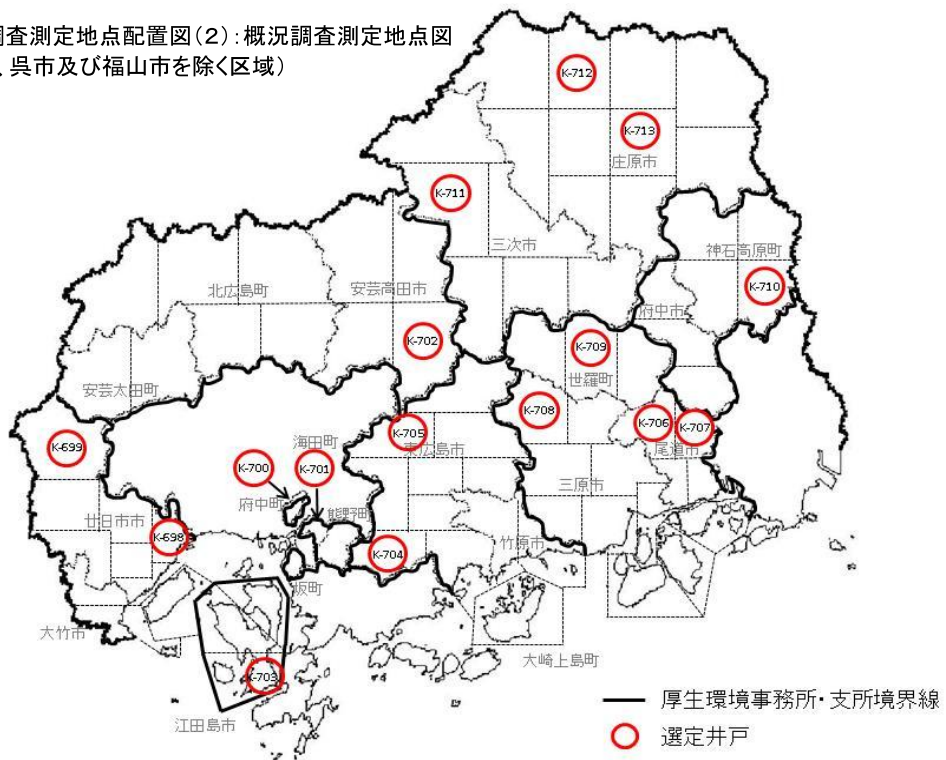 調査測定地点配置図(2):概況調査測定地点図
、呉市及び福山市を除く区域)
K-712
K-713
庄原市
K-711
三次市
神石高原町
K-710
北広島町
安芸高田市
府中市
K-702
K-709
世羅町
安芸太田町
K-708
K-706
K-707
海田町
K-705
東広島市
尾道市
K-699
K-700
K-701
三原市
府中町
熊野町
廿日市市
竹原市
K-698
K-704
坂町
大竹市
大崎上島町
K-703
江田島市
厚生環境事務所・支所境界線
選定井戸